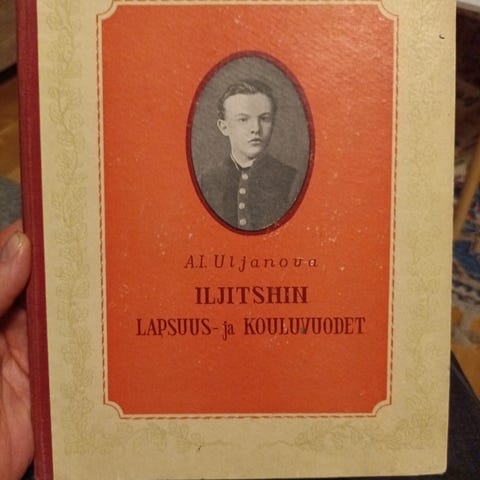 A.I. Uljanova
ILJITSHIN
LAPSUUS- ja KOULUVUODET